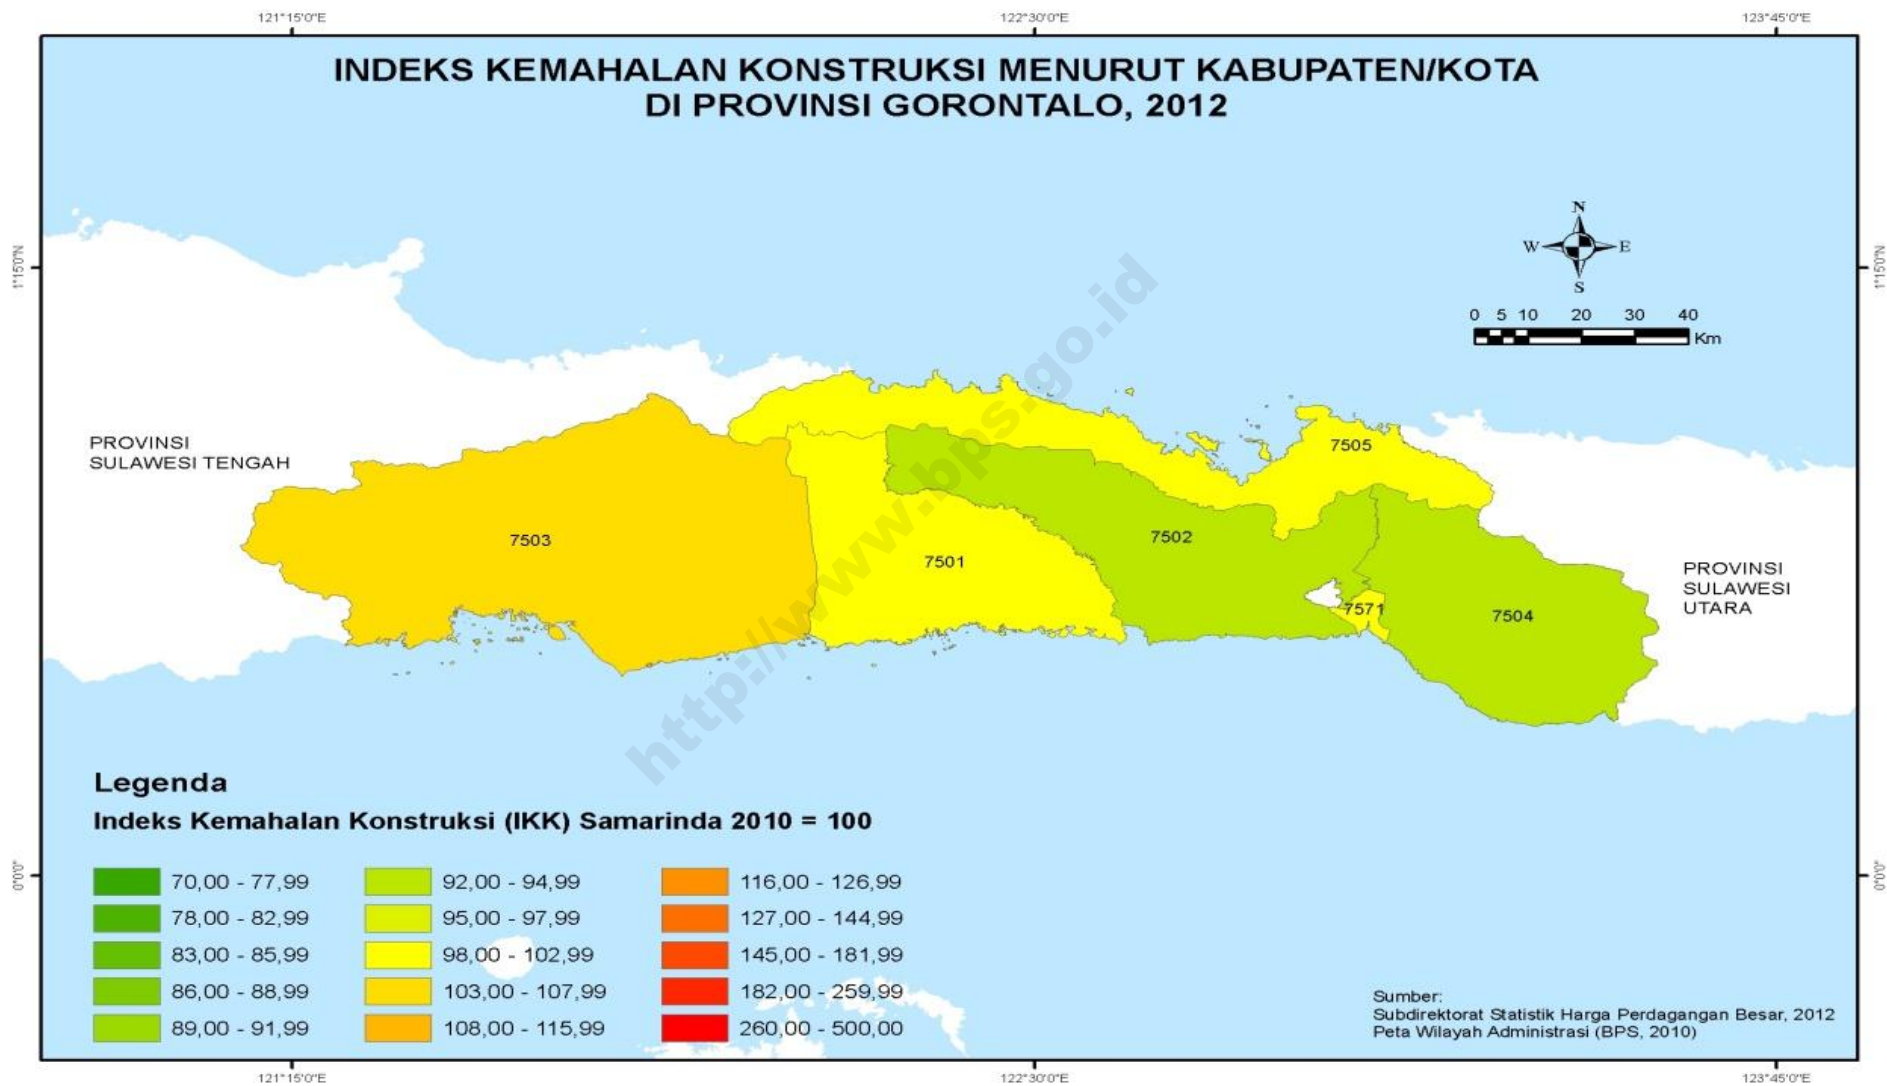 121°15'0"E 122°30'0"E 123°45'0"E
INDEKS KEMAHALAN KONSTRUKSI MENURUT KABUPATEN/KOTA
DI PROVINSI GORONTALO, 2012
N
W E
S
1°15'0"N 1°15'0"N
0 5 10 20 30 40
Km
PROVINSI
SULAWESI TENGAH
7505
7503
7502
7501
PROVINSI
SULAWESI
UTARA
7571
7504
http://www.bps.go.id
Legenda
Indeks Kemahalan Konstruksi (IKK) Samarinda 2010 = 100
0°0'0" 0°0'0"
70,00 - 77,99 92,00 - 94,99 116,00 - 126,99
78,00 - 82,99 95,00 - 97,99 127,00 - 144,99
83,00 - 85,99 98,00 - 102,99 145,00 - 181,99
86,00 - 88,99 103,00 - 107,99 182,00 - 259,99
89,00 - 91,99 108,00 - 115,99 260,00 - 500,00
Sumber:
Subdirektorat Statistik Harga Perdagangan Besar, 2012
Peta Wilayah Administrasi (BPS, 2010)
121°15'0"E 122°30'0"E 123°45'0"E